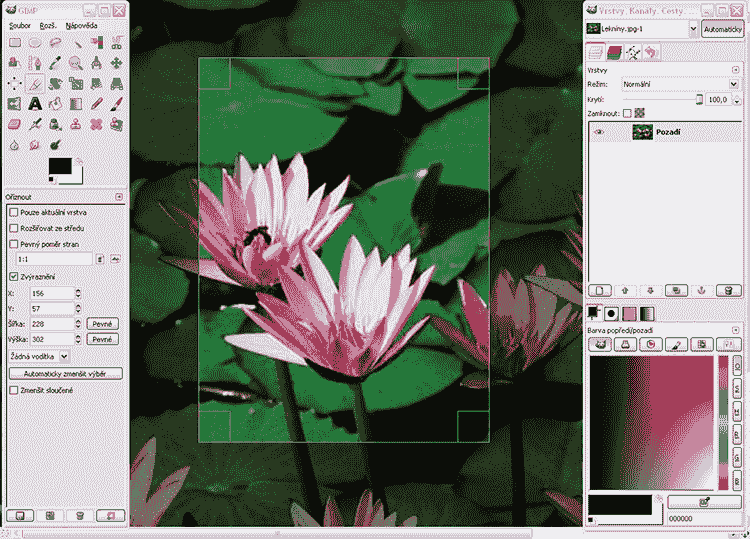 GIMP
Soubor Rozš. Nápověda
Oříznout
Pouze aktuální vrstva
Rozšiřovat ze středu
Pevný poměr stran
1:1
Zvýraznění
X: 156
Y: 57
Šířka: 228 Pevné
Výška: 302 Pevné
Žádná vodítka
Automaticky zmenšit výběr
Zmenšit sloučené
Vrstvy, Kanály, Cesty, ...
Lekníny.jpg-1 Automaticky
Vrstvy
Režim: Normální
Krytí: 100,0
Zamknout:
Pozadí
Barva popředí/pozadí
000000